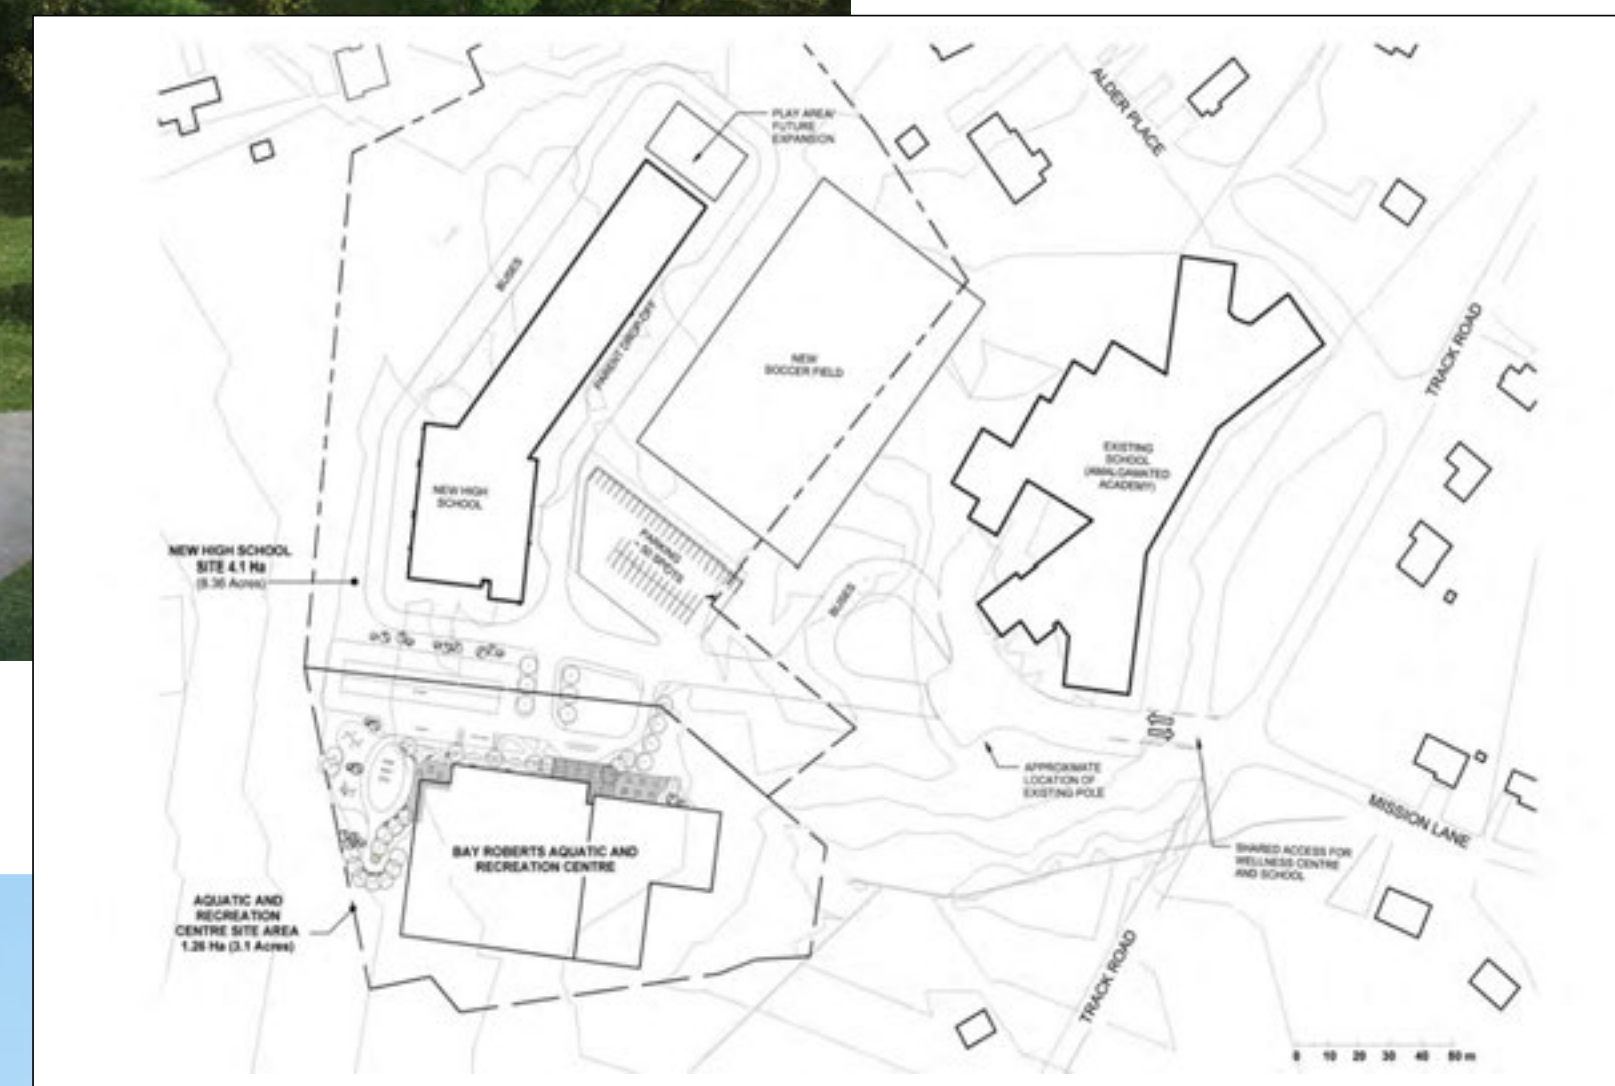 ALDER PLACE
PLAY AREA/
FUTURE
EXPANSION
BUSES
PARENT DROP-OFF
NEW
SOCCER FIELD
TRACK ROAD
EXISTING
SCHOOL
(AMALGAMATED
ACADEMY)
NEW HIGH
SCHOOL
PARKING
50 SPOTS
NEW HIGH SCHOOL
SITE 4.1 Ha
Acres)
BUSES
APPROXIMATE
LOCATION OF
EXISTING POLE
MISSION LANE
SHARED ACCESS FOR
WELLNESS CENTRE
AND SCHOOL
BAY ROBERTS AQUATIC AND
RECREATION CENTRE
AQUATIC AND
RECREATION
CENTRE SITE AREA
1.26 Ha (3.1 Acres)
TRACK ROAD
0 10 20 30 40 50 m